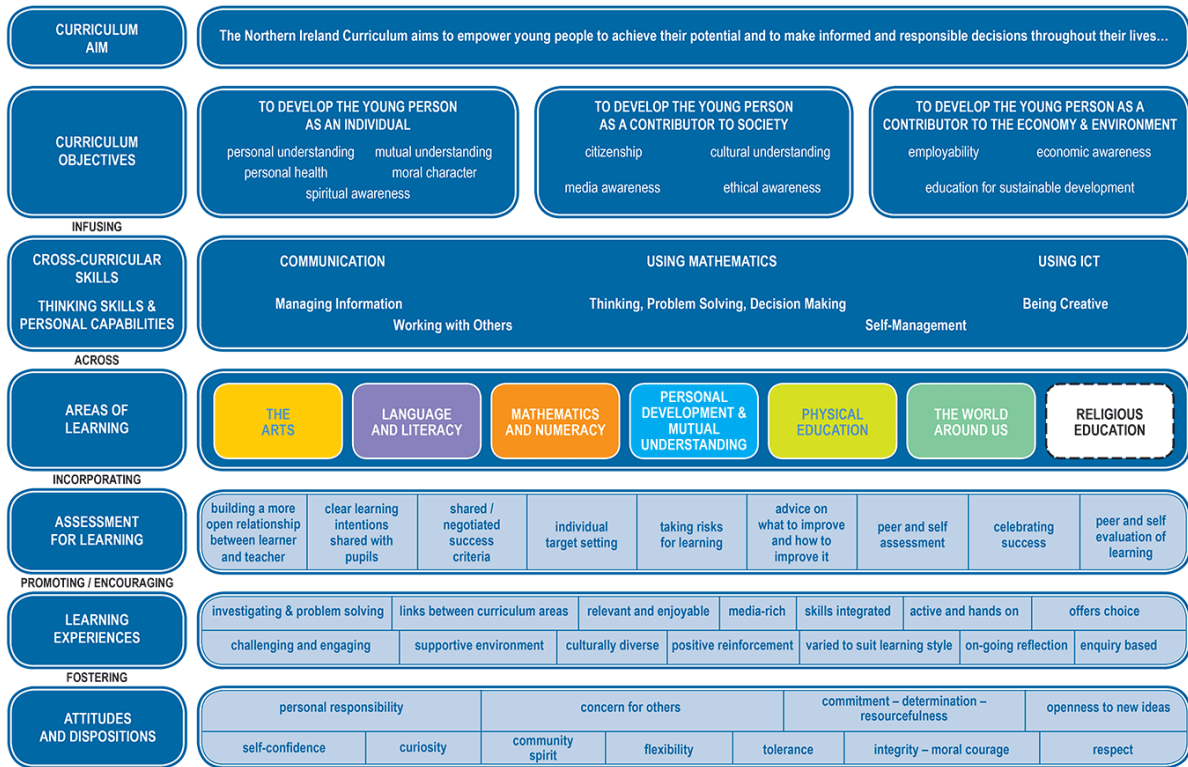 CURRICULUM
AIM
The Northern Ireland Curriculum aims to empower young people to achieve their potential and to make informed and responsible decisions throughout their lives…
CURRICULUM
OBJECTIVES
TO DEVELOP THE YOUNG PERSON
AS AN INDIVIDUAL
personal understanding
mutual understanding
personal health
moral character
spiritual awareness
TO DEVELOP THE YOUNG PERSON
AS A CONTRIBUTOR TO SOCIETY
citizenship
cultural understanding
media awareness
ethical awareness
TO DEVELOP THE YOUNG PERSON AS A
CONTRIBUTOR TO THE ECONOMY & ENVIRONMENT
employability
economic awareness
education for sustainable development
INFUSING
CROSS-CURRICULAR
SKILLS
THINKING SKILLS &
PERSONAL CAPABILITIES
COMMUNICATION
USING MATHEMATICS
USING ICT
Managing Information
Thinking, Problem Solving, Decision Making
Being Creative
Working with Others
Self-Management
ACROSS
AREAS OF
LEARNING
THE
ARTS
LANGUAGE
AND LITERACY
MATHEMATICS
AND NUMERACY
PERSONAL
DEVELOPMENT &
MUTUAL
UNDERSTANDING
PHYSICAL
EDUCATION
THE WORLD
AROUND US
RELIGIOUS
EDUCATION
INCORPORATING
ASSESSMENT
FOR LEARNING
building a more
open relationship
between learner
and teacher
clear learning
intentions
shared with
pupils
shared /
negotiated
success
criteria
individual
target setting
taking risks
for learning
advice on
what to improve
and how to
improve it
peer and self
assessment
celebrating
success
peer and self
evaluation of
learning
PROMOTING / ENCOURAGING
LEARNING
EXPERIENCES
investigating & problem solving
links between curriculum areas
relevant and enjoyable
media-rich
skills integrated
active and hands on
offers choice
challenging and engaging
supportive environment
culturally diverse
positive reinforcement
varied to suit learning style
on-going reflection
enquiry based
FOSTERING
ATTITUDES
AND DISPOSITIONS
personal responsibility
concern for others
commitment – determination –
resourcefulness
openness to new ideas
self-confidence
curiosity
community
spirit
flexibility
tolerance
integrity – moral courage
respect